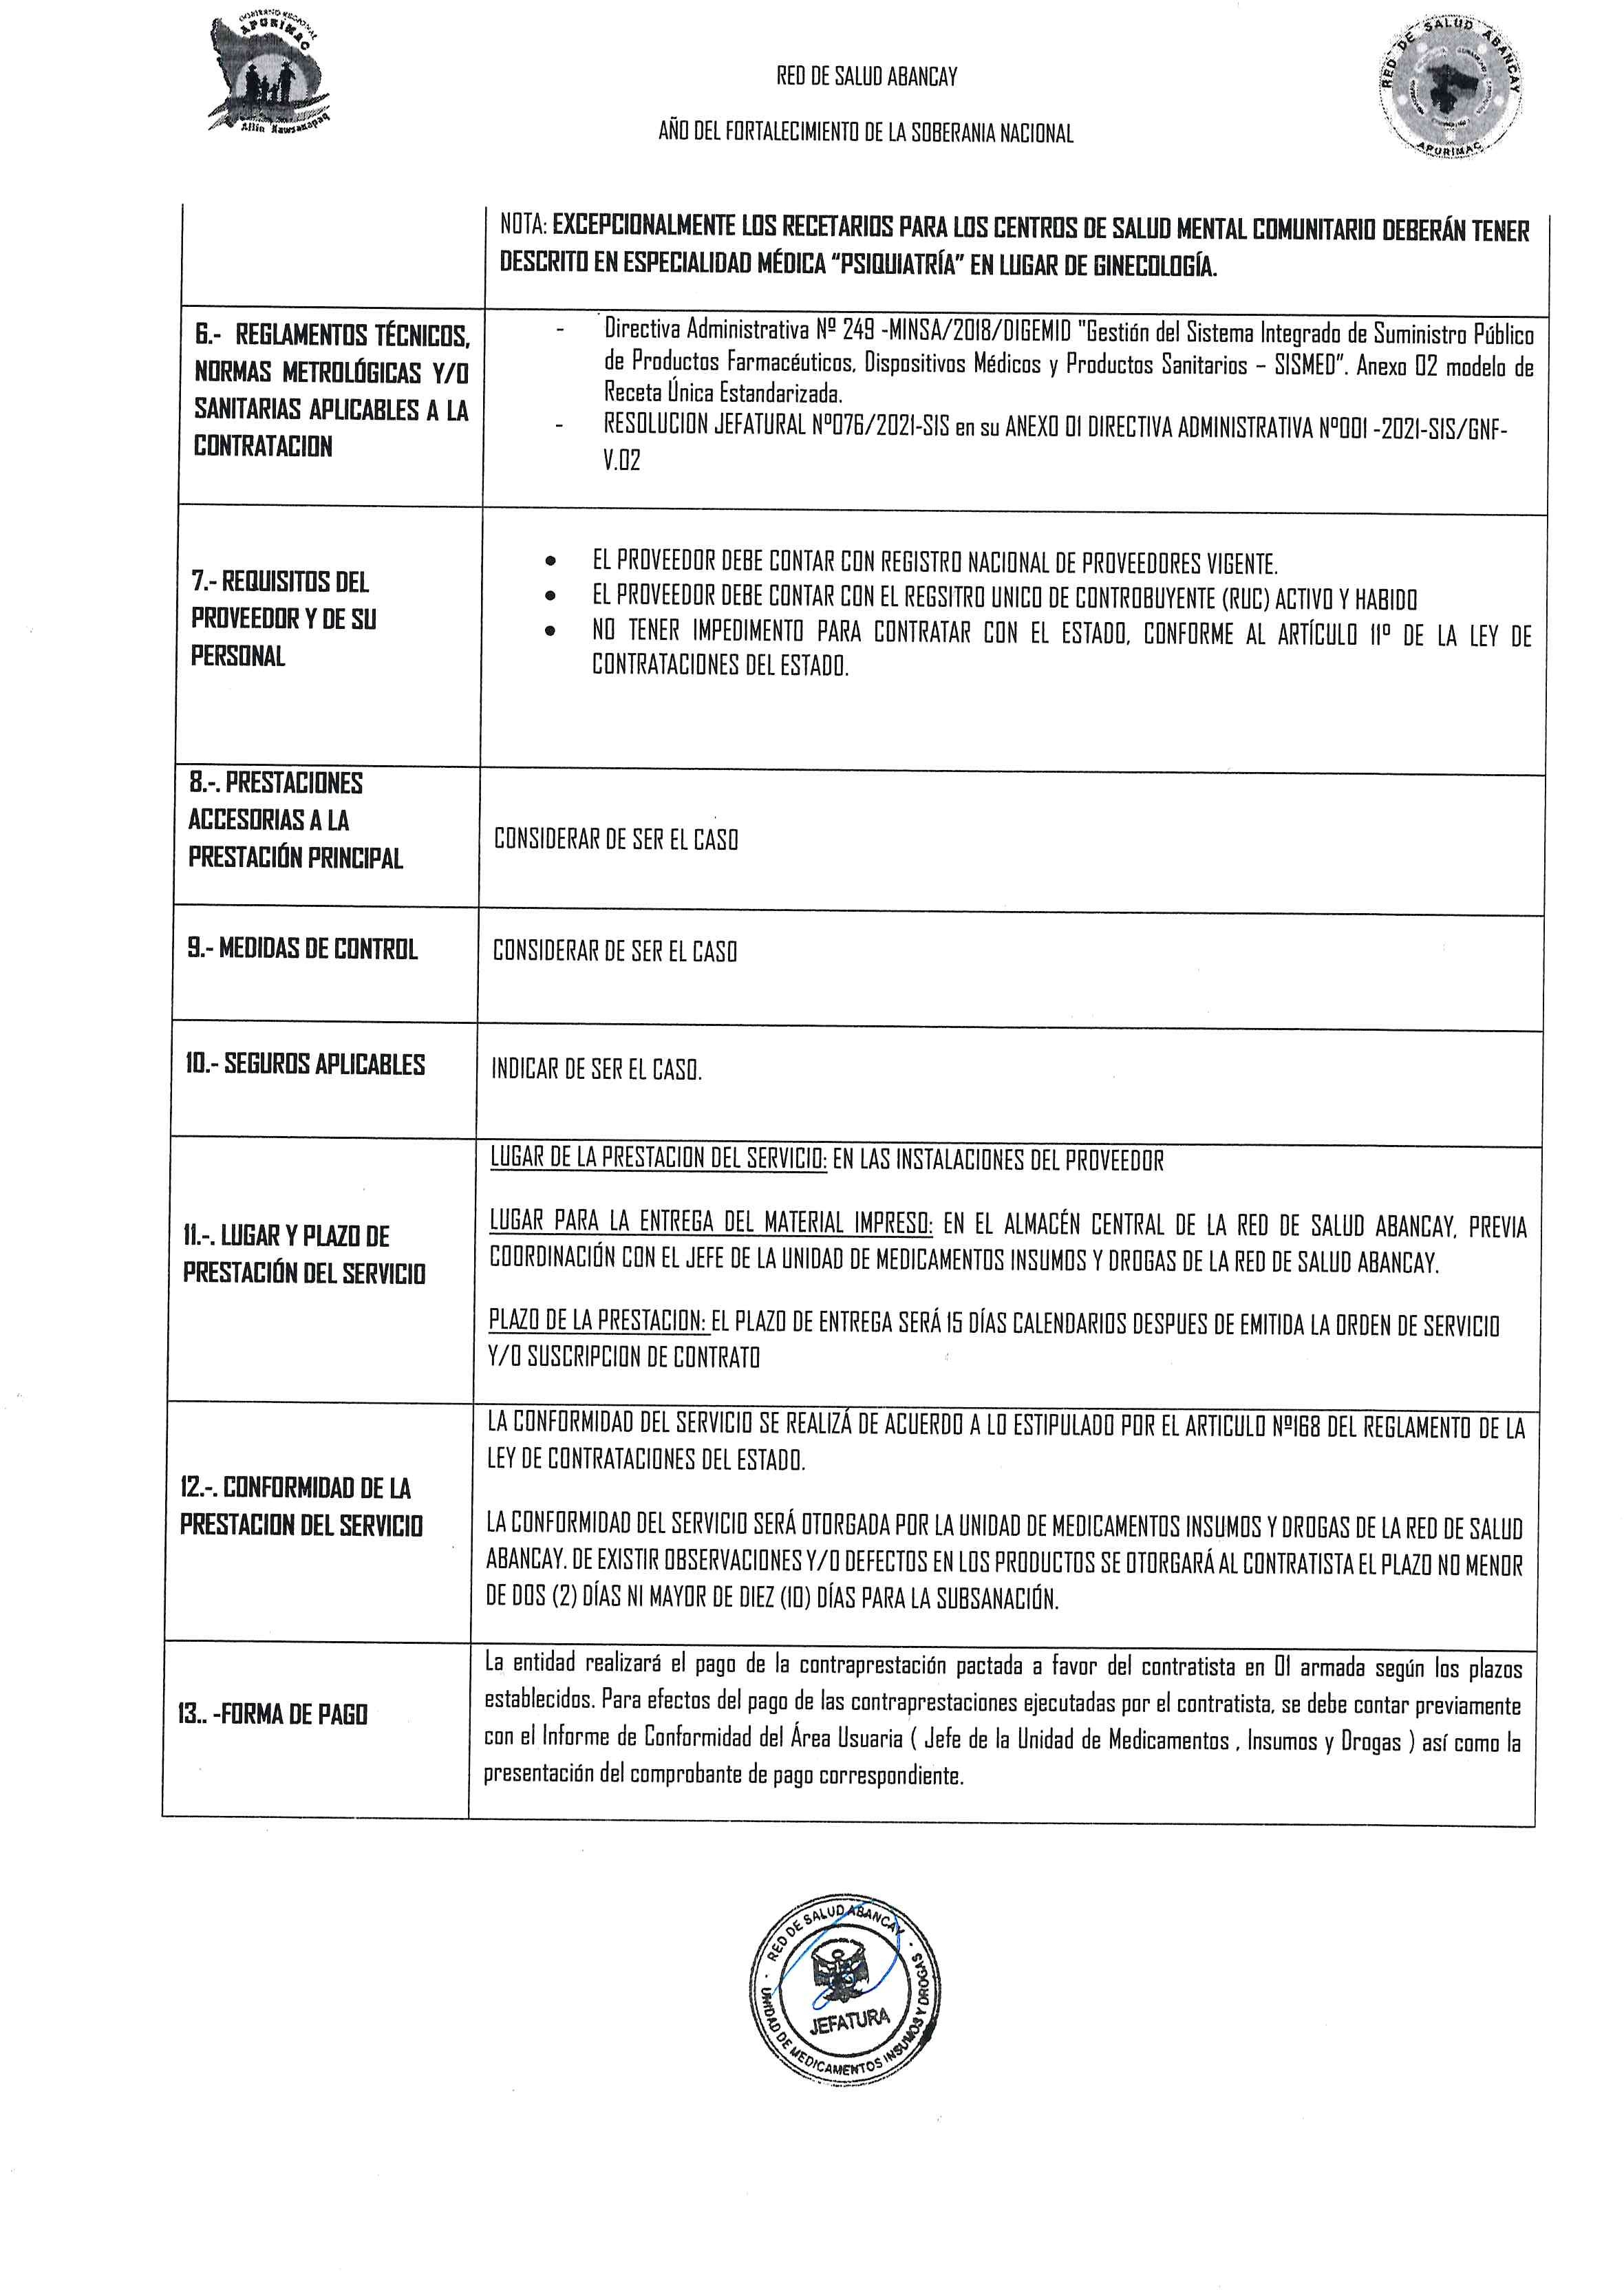 GOBIERNO REGIONAL
APURIMAC
Allin Kawsanapaq
RED DE SALUD ABANCAY
APURIMAC
RED DE SALUD ABANCAY
AÑO DEL FORTALECIMIENTO DE LA SOBERANIA NACIONAL
NOTA: EXCEPCIONALMENTE LOS RECETARIOS PARA LOS CENTROS DE SALUD MENTAL COMUNITARIO DEBERÁN TENER
DESCRITO EN ESPECIALIDAD MÉDICA "PSIQUIATRÍA" EN LUGAR DE GINECOLOGÍA.
6.- REGLAMENTOS TÉCNICOS,
NORMAS METROLÓGICAS Y/O
SANITARIAS APLICABLES A LA
CONTRATACION
- Directiva Administrativa Nº 249 -MINSA/2018/DIGEMID "Gestión del Sistema Integrado de Suministro Público
de Productos Farmacéuticos, Dispositivos Médicos y Productos Sanitarios – SISMED". Anexo 02 modelo de
Receta Única Estandarizada.
- RESOLUCION JEFATURAL Nº076/2021-SIS en su ANEXO 01 DIRECTIVA ADMINISTRATIVA Nº001 -2021-SIS/GNF-
V.02
7.- REQUISITOS DEL
PROVEEDOR Y DE SU
PERSONAL
• EL PROVEEDOR DEBE CONTAR CON REGISTRO NACIONAL DE PROVEEDORES VIGENTE.
• EL PROVEEDOR DEBE CONTAR CON EL REGSITRO UNICO DE CONTROBUYENTE (RUC) ACTIVO Y HABIDO
• NO TENER IMPEDIMENTO PARA CONTRATAR CON EL ESTADO, CONFORME AL ARTÍCULO 11º DE LA LEY DE
CONTRATACIONES DEL ESTADO.
8.-. PRESTACIONES
ACCESORIAS A LA
PRESTACIÓN PRINCIPAL
CONSIDERAR DE SER EL CASO
9.- MEDIDAS DE CONTROL
CONSIDERAR DE SER EL CASO
10.- SEGUROS APLICABLES
INDICAR DE SER EL CASO.
11.-. LUGAR Y PLAZO DE
PRESTACIÓN DEL SERVICIO
LUGAR DE LA PRESTACION DEL SERVICIO: EN LAS INSTALACIONES DEL PROVEEDOR
LUGAR PARA LA ENTREGA DEL MATERIAL IMPRESO: EN EL ALMACÉN CENTRAL DE LA RED DE SALUD ABANCAY, PREVIA
COORDINACIÓN CON EL JEFE DE LA UNIDAD DE MEDICAMENTOS INSUMOS Y DROGAS DE LA RED DE SALUD ABANCAY.
PLAZO DE LA PRESTACION: EL PLAZO DE ENTREGA SERÁ 15 DÍAS CALENDARIOS DESPUES DE EMITIDA LA ORDEN DE SERVICIO
Y/O SUSCRIPCION DE CONTRATO
12.-. CONFORMIDAD DE LA
PRESTACION DEL SERVICIO
LA CONFORMIDAD DEL SERVICIO SE REALIZÁ DE ACUERDO A LO ESTIPULADO POR EL ARTICULO Nº168 DEL REGLAMENTO DE LA
LEY DE CONTRATACIONES DEL ESTADO.
LA CONFORMIDAD DEL SERVICIO SERÁ OTORGADA POR LA UNIDAD DE MEDICAMENTOS INSUMOS Y DROGAS DE LA RED DE SALUD
ABANCAY. DE EXISTIR OBSERVACIONES Y/O DEFECTOS EN LOS PRODUCTOS SE OTORGARÁ AL CONTRATISTA EL PLAZO NO MENOR
DE DOS (2) DÍAS NI MAYOR DE DIEZ (10) DÍAS PARA LA SUBSANACIÓN.
13.. -FORMA DE PAGO
La entidad realizará el pago de la contraprestación pactada a favor del contratista en 01 armada según los plazos
establecidos. Para efectos del pago de las contraprestaciones ejecutadas por el contratista, se debe contar previamente
con el Informe de Conformidad del Área Usuaria ( Jefe de la Unidad de Medicamentos , Insumos y Drogas ) así como la
presentación del comprobante de pago correspondiente.
RED DE SALUD ABANCAY
UNIDAD DE MEDICAMENTOS INSUMOS Y DROGAS
JEFATURA